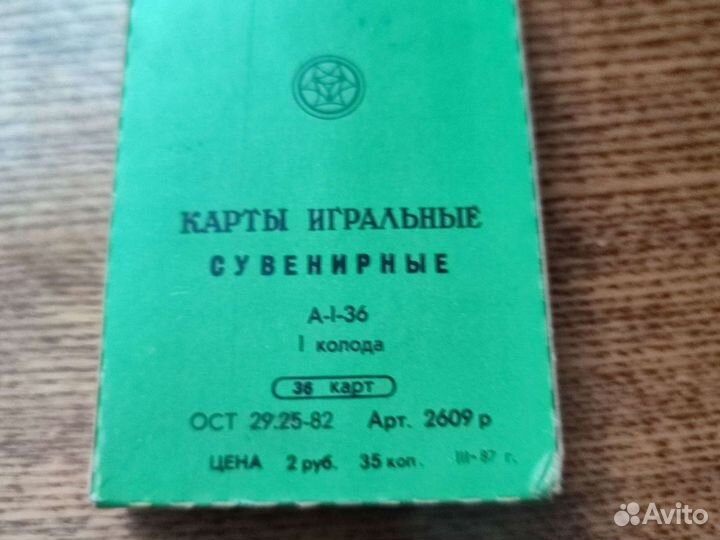 КАРТЫ ИГРАЛЬНЫЕ
СУВЕНИРНЫЕ
А-I-36
I колода
36 карт
ОСТ 29.25-82 Арт. 2609 р
ЦЕНА 2 руб. 35 коп. III-87 г.
Avito